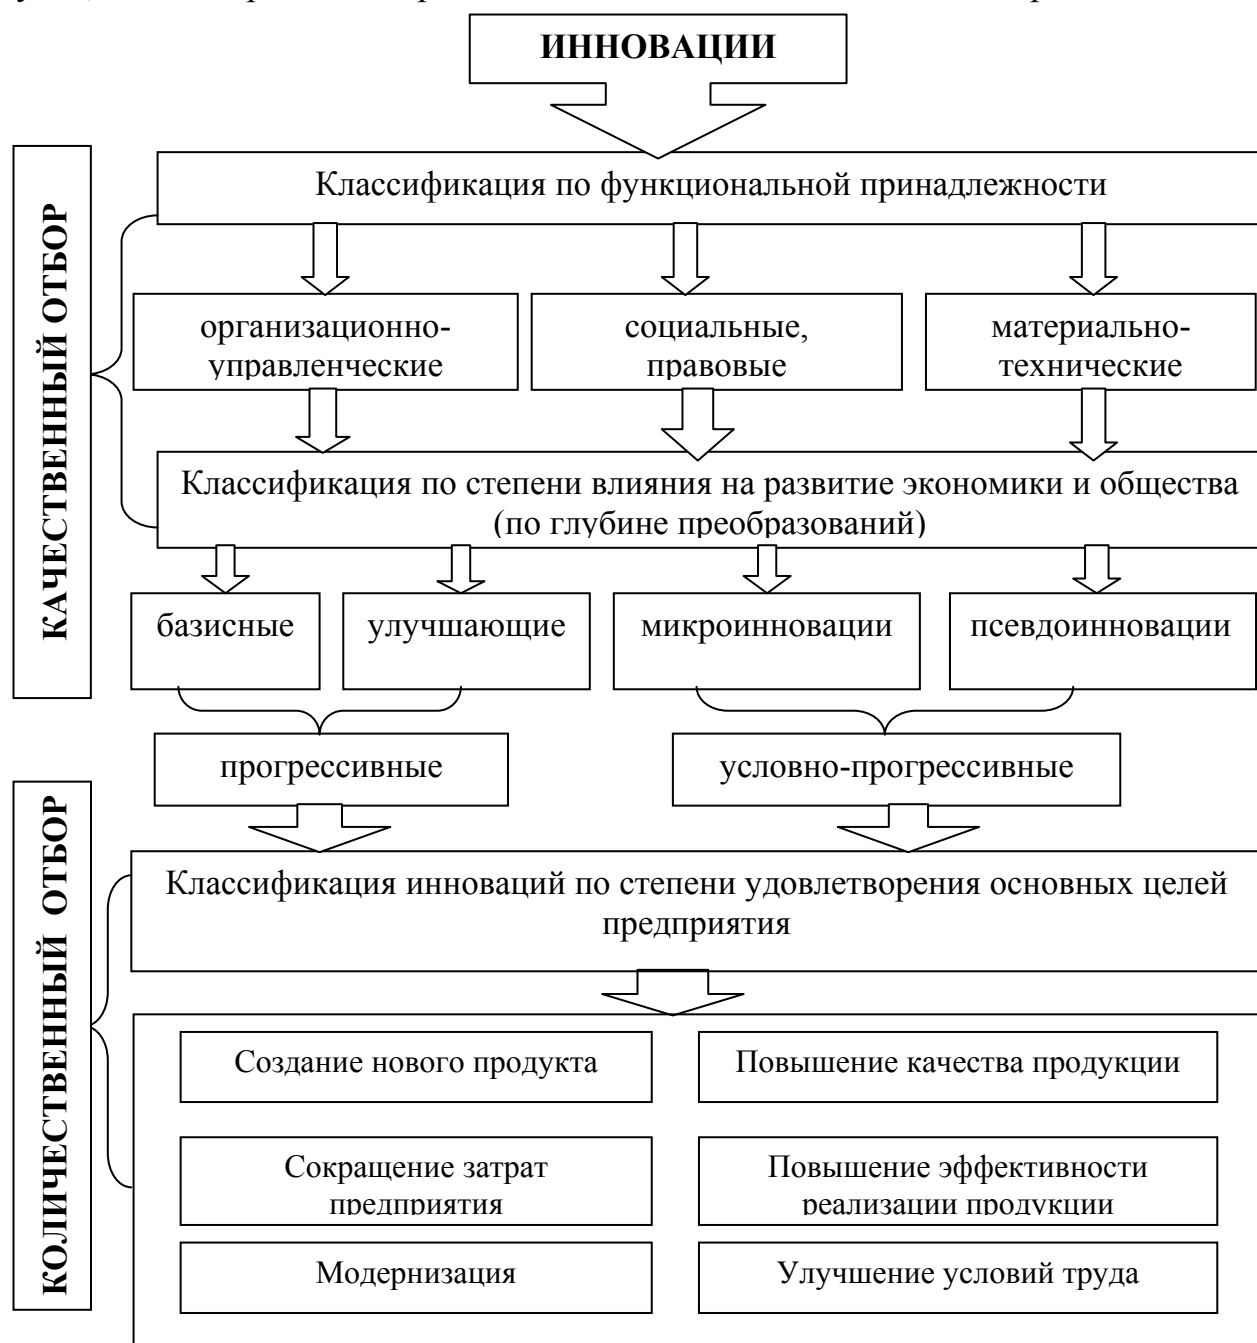 ИННОВАЦИИ
КАЧЕСТВЕННЫЙ ОТБОР
Классификация по функциональной принадлежности
организационно-
управленческие
социальные,
правовые
материально-
технические
Классификация по степени влияния на развитие экономики и общества
(по глубине преобразований)
базисные
улучшающие
микроинновации
псевдоинновации
прогрессивные
условно-прогрессивные
КОЛИЧЕСТВЕННЫЙ ОТБОР
Классификация инноваций по степени удовлетворения основных целей
предприятия
Создание нового продукта
Повышение качества продукции
Сокращение затрат
предприятия
Повышение эффективности
реализации продукции
Модернизация
Улучшение условий труда